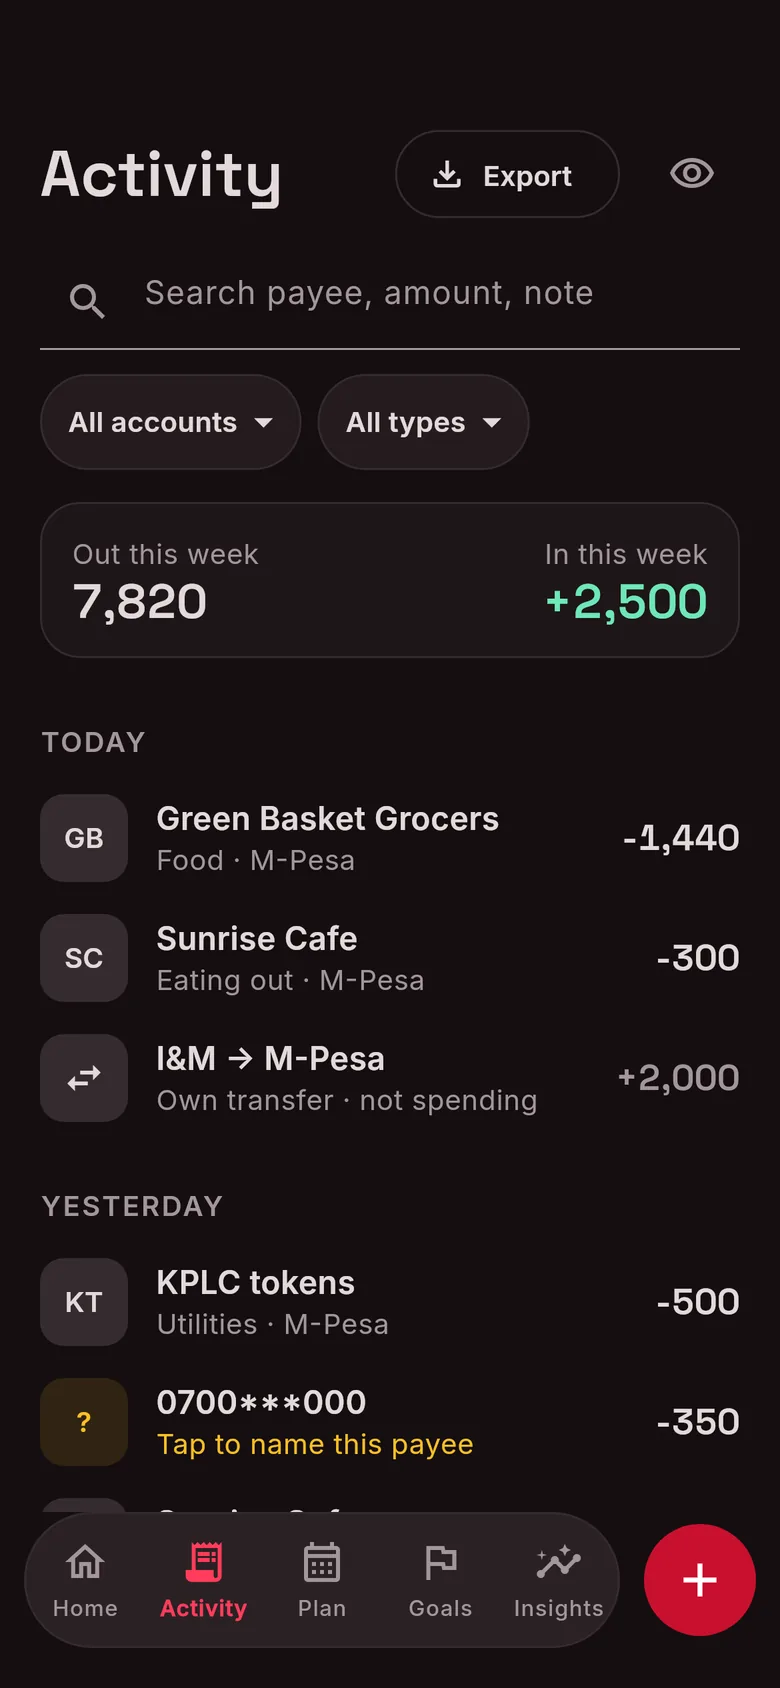 Activity
Export
Search payee, amount, note
All accounts
All types
Out this week
7,820
In this week
+2,500
TODAY
GB
Green Basket Grocers
Food · M-Pesa
-1,440
SC
Sunrise Cafe
Eating out · M-Pesa
-300
I&M → M-Pesa
Own transfer · not spending
+2,000
YESTERDAY
KT
KPLC tokens
Utilities · M-Pesa
-500
?
0700***000
Tap to name this payee
-350
Home
Activity
Plan
Goals
Insights